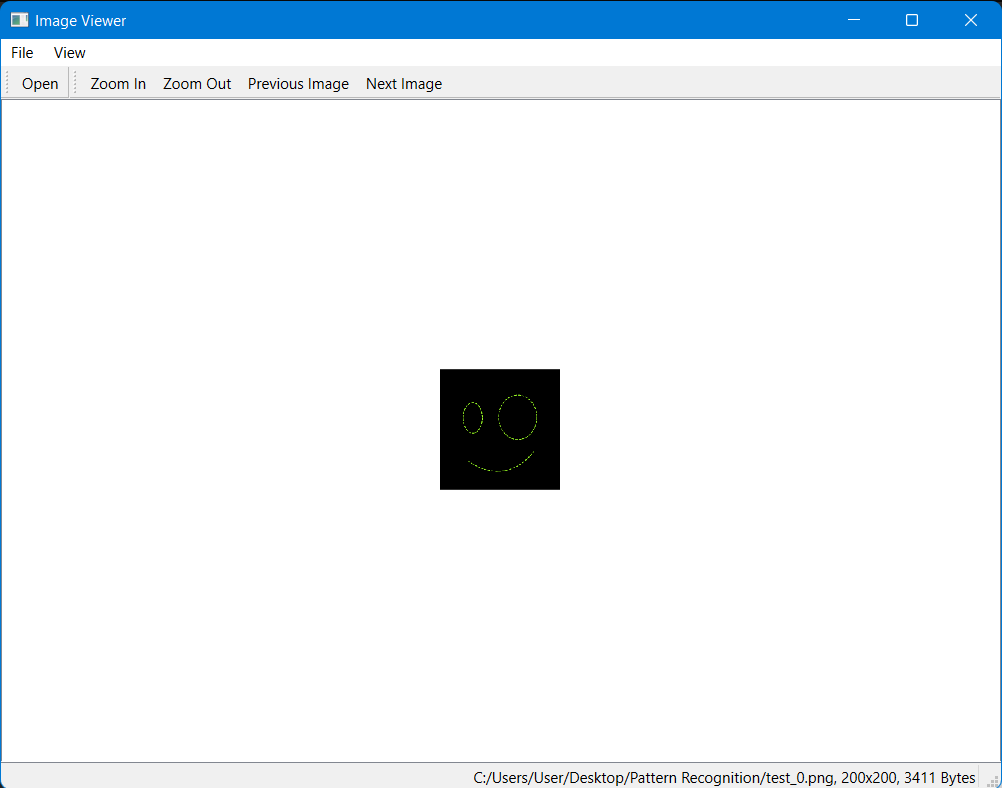 Image Viewer
File View
Open Zoom In Zoom Out Previous Image Next Image
C:/Users/User/Desktop/Pattern Recognition/test_0.png, 200x200, 3411 Bytes